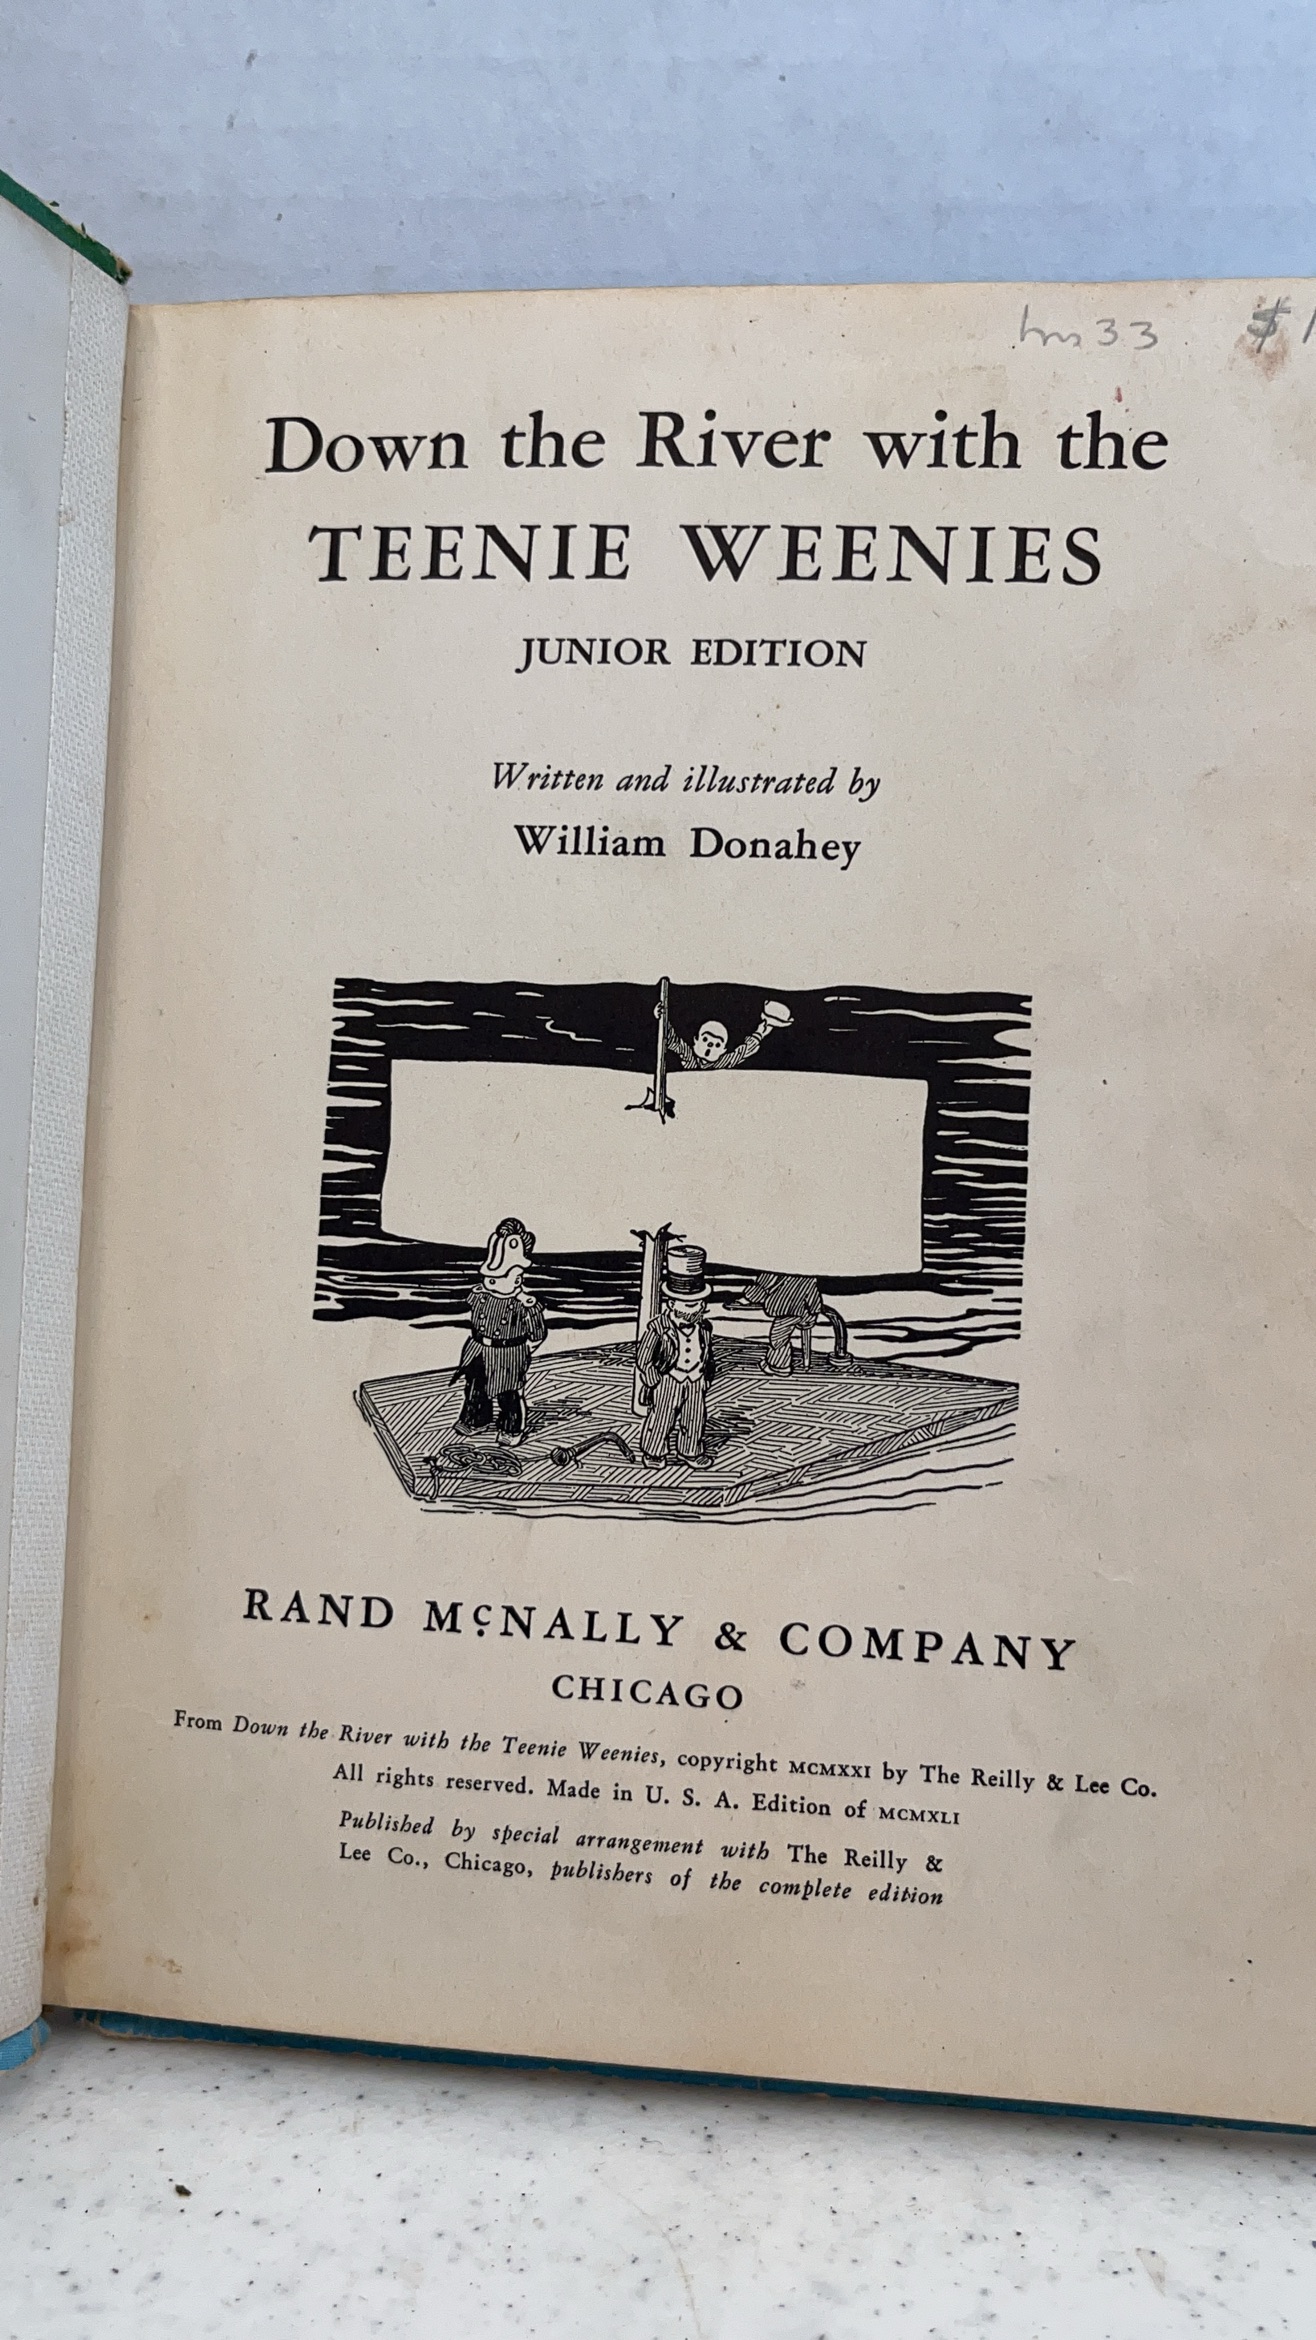 33 $1
Down the River with the
TEENIE WEENIES
JUNIOR EDITION
Written and illustrated by
William Donahey
RAND McNALLY & COMPANY
CHICAGO
From Down the River with the Teenie Weenies, copyright MCMXXI by The Reilly & Lee Co.
All rights reserved. Made in U. S. A. Edition of MCMXLI
Published by special arrangement with The Reilly &
Lee Co., Chicago, publishers of the complete edition